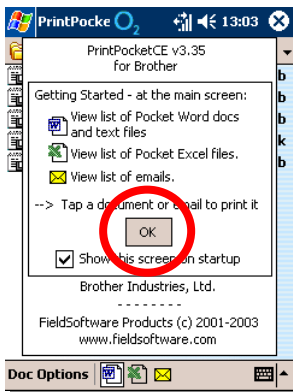 PrintPocke O2 13:03
PrintPocketCE v3.35
for Brother
b
Getting Started - at the main screen:
b
View list of Pocket Word docs
and text files
b
View list of Pocket Excel files.
k
View list of emails.
b
--> Tap a document or email to print it
OK
Show this screen on startup
Brother Industries, Ltd.
- - - - - - - -
FieldSoftware Products (c) 2001-2003
www.fieldsoftware.com
Doc Options